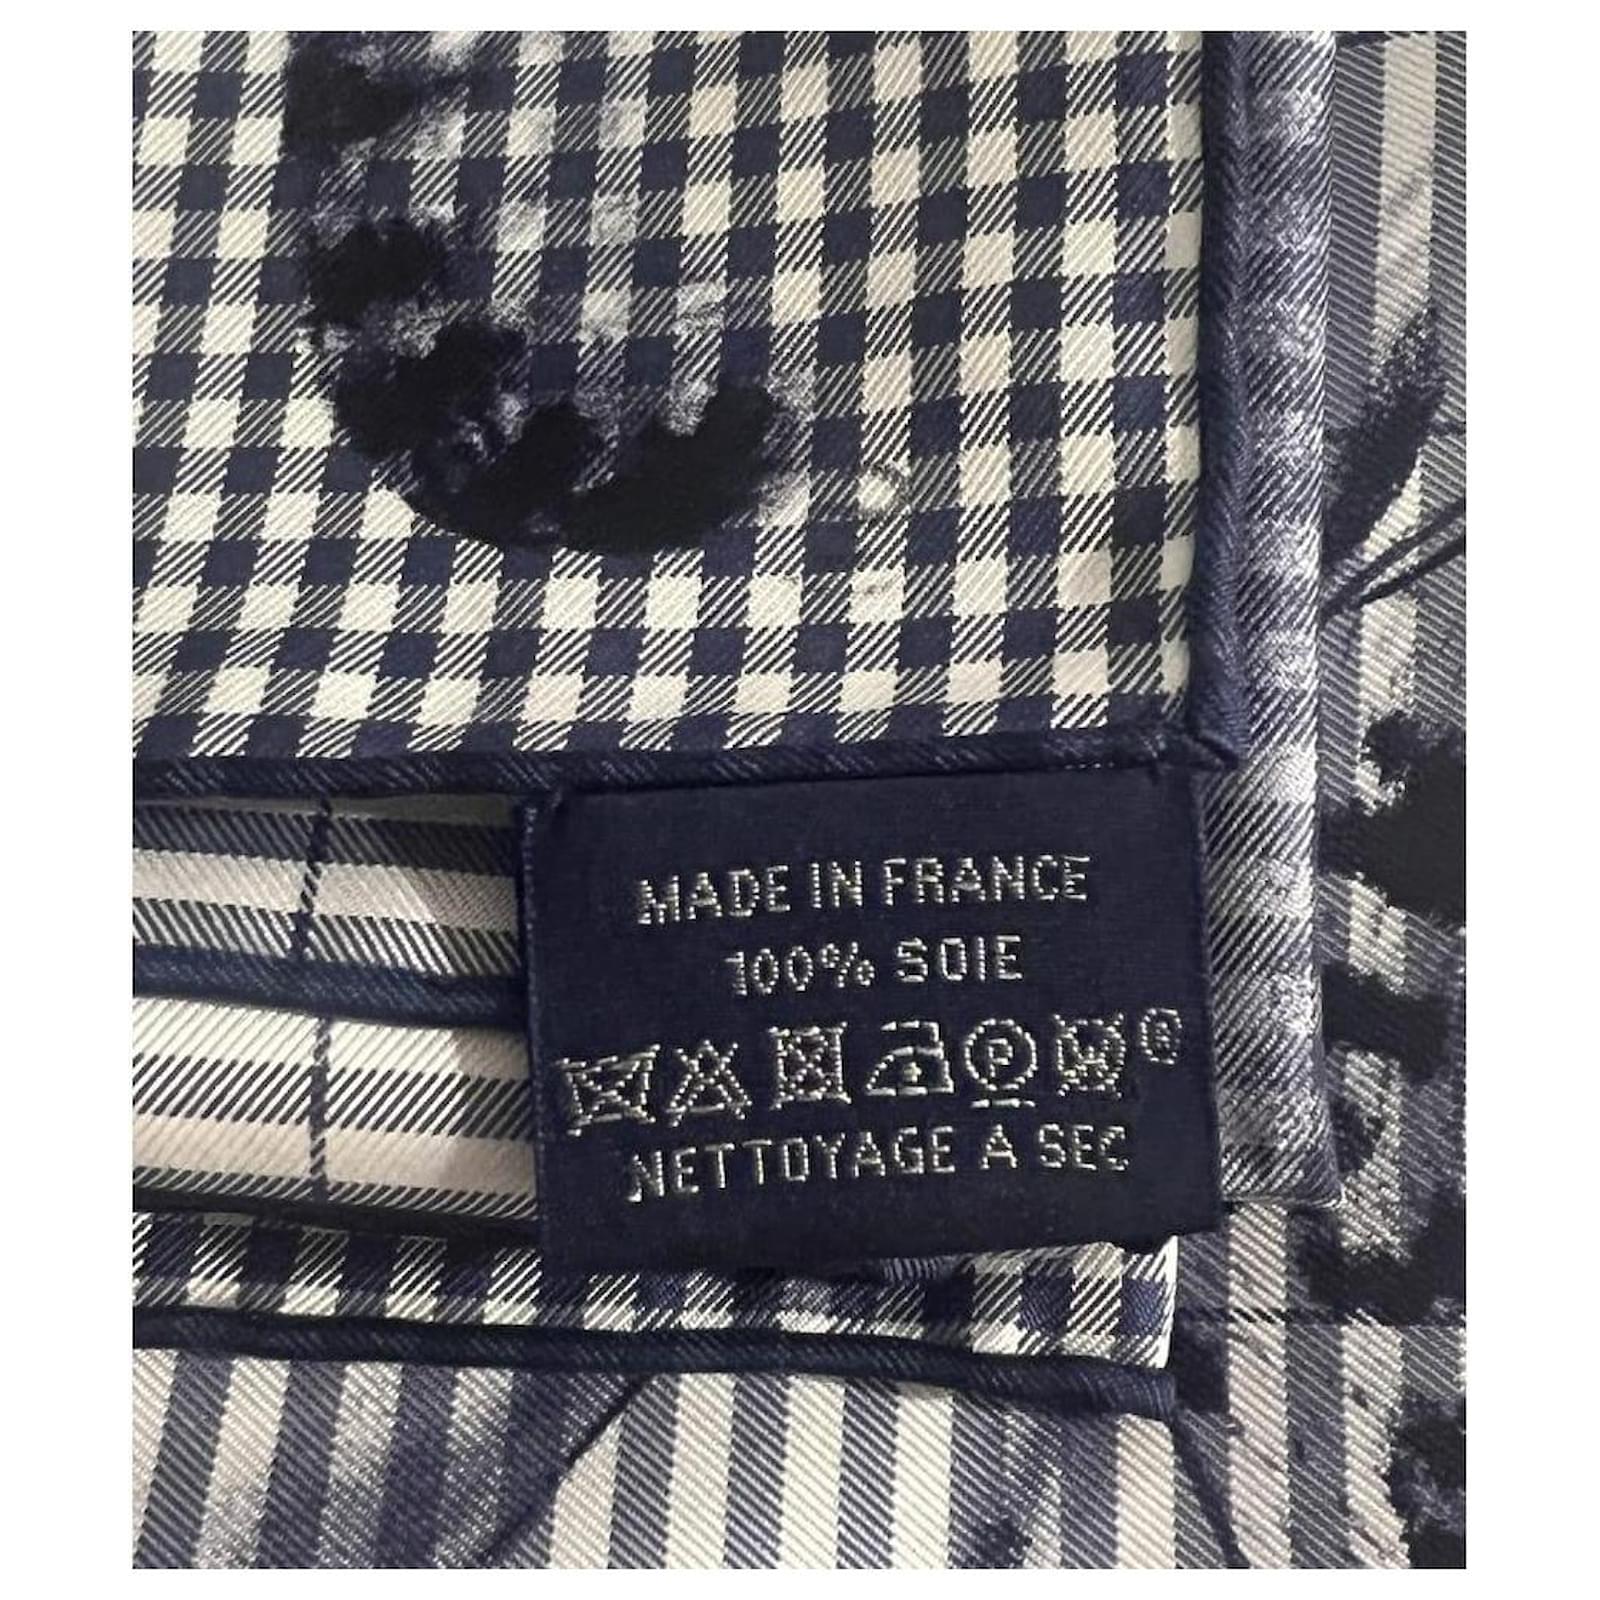 MADE IN FRANCE
100% SOIE
P W ®
NETTOYAGE A SEC